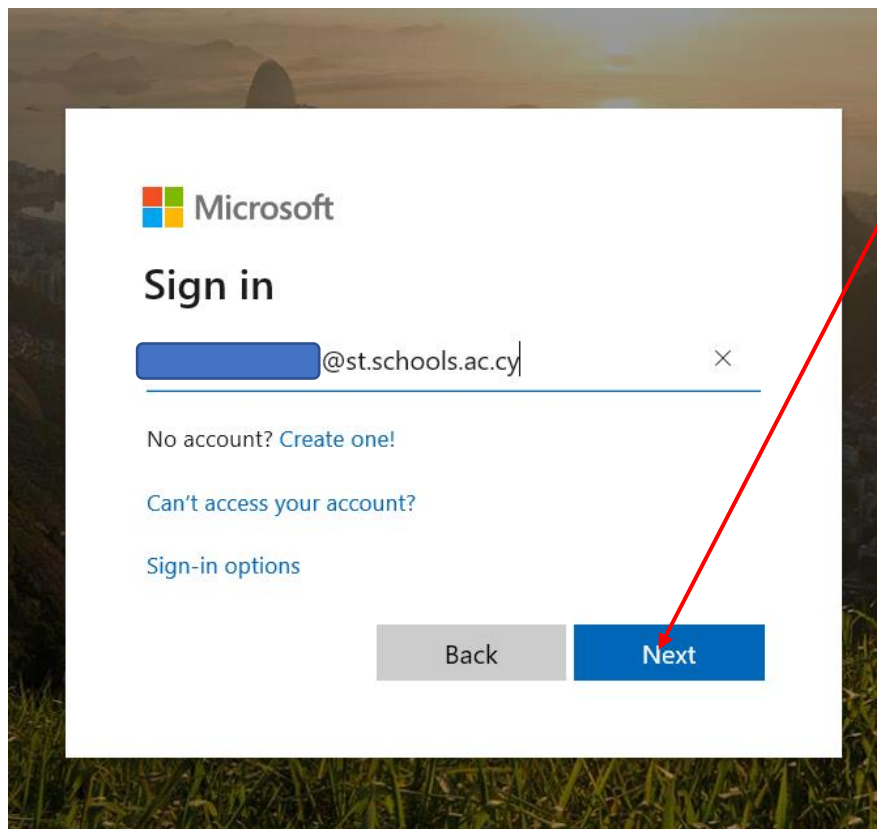 Microsoft
Sign in
@st.schools.ac.cy
No account? Create one!
Can't access your account?
Sign-in options
Back
Next